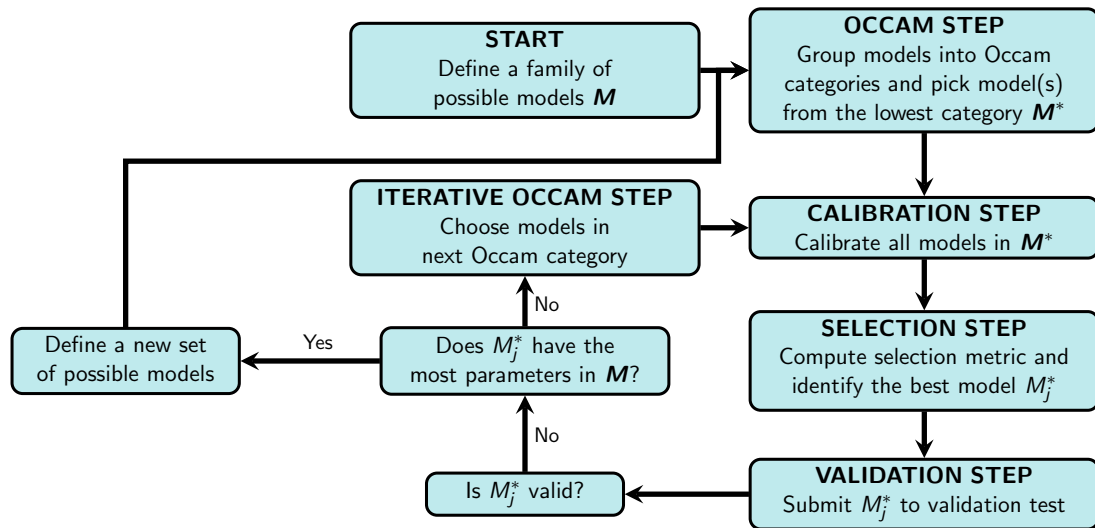 START
Define a family of
possible models M
OCCAM STEP
Group models into Occam
categories and pick model(s)
from the lowest category M*
ITERATIVE OCCAM STEP
Choose models in
next Occam category
CALIBRATION STEP
Calibrate all models in M*
No
SELECTION STEP
Compute selection metric and
identify the best model M*j
Define a new set
of possible models
Yes
Does M*j have the
most parameters in M?
No
Is M*j valid?
VALIDATION STEP
Submit M*j to validation test